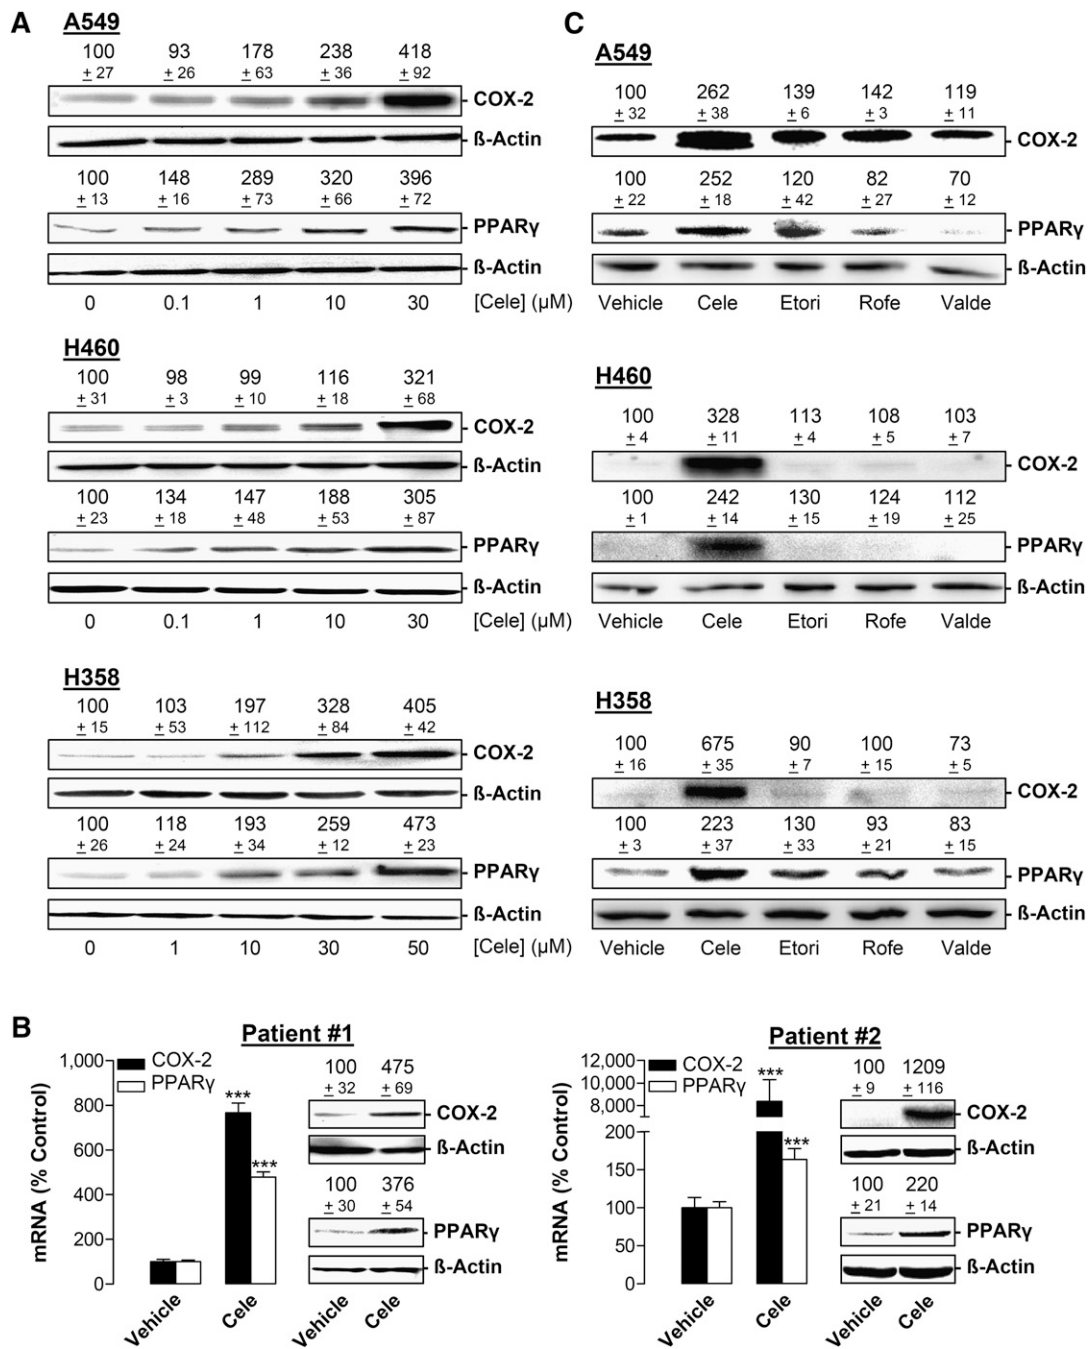 A
A549
100 93 178 238 418
± 27 ± 26 ± 63 ± 36 ± 92
COX-2
ß-Actin
100 148 289 320 396
± 13 ± 16 ± 73 ± 66 ± 72
PPARγ
ß-Actin
0 0.1 1 10 30 [Cele] (µM)
H460
100 98 99 116 321
± 31 ± 3 ± 10 ± 18 ± 68
COX-2
ß-Actin
100 134 147 188 305
± 23 ± 18 ± 48 ± 53 ± 87
PPARγ
ß-Actin
0 0.1 1 10 30 [Cele] (µM)
H358
100 103 197 328 405
± 15 ± 53 ± 112 ± 84 ± 42
COX-2
ß-Actin
100 118 193 259 473
± 26 ± 24 ± 34 ± 12 ± 23
PPARγ
ß-Actin
0 1 10 30 50 [Cele] (µM)
C
A549
100 262 139 142 119
± 32 ± 38 ± 6 ± 3 ± 11
COX-2
100 252 120 82 70
± 22 ± 18 ± 42 ± 27 ± 12
PPARγ
ß-Actin
Vehicle Cele Etori Rofe Valde
H460
100 328 113 108 103
± 4 ± 11 ± 4 ± 5 ± 7
COX-2
100 242 130 124 112
± 1 ± 14 ± 15 ± 19 ± 25
PPARγ
ß-Actin
Vehicle Cele Etori Rofe Valde
H358
100 675 90 100 73
± 16 ± 35 ± 7 ± 15 ± 5
COX-2
100 223 130 93 83
± 3 ± 37 ± 33 ± 21 ± 15
PPARγ
ß-Actin
Vehicle Cele Etori Rofe Valde
B
Patient #1
mRNA (% Control)
1,000
800
600
400
200
0
COX-2
PPARγ
***
***
Vehicle Cele
100 475
± 32 ± 69
COX-2
ß-Actin
100 376
± 30 ± 54
PPARγ
ß-Actin
Vehicle Cele
Patient #2
mRNA (% Control)
12,000
10,000
8,000
200
150
100
50
0
COX-2
PPARγ
***
***
Vehicle Cele
100 1209
± 9 ± 116
COX-2
ß-Actin
100 220
± 21 ± 14
PPARγ
ß-Actin
Vehicle Cele